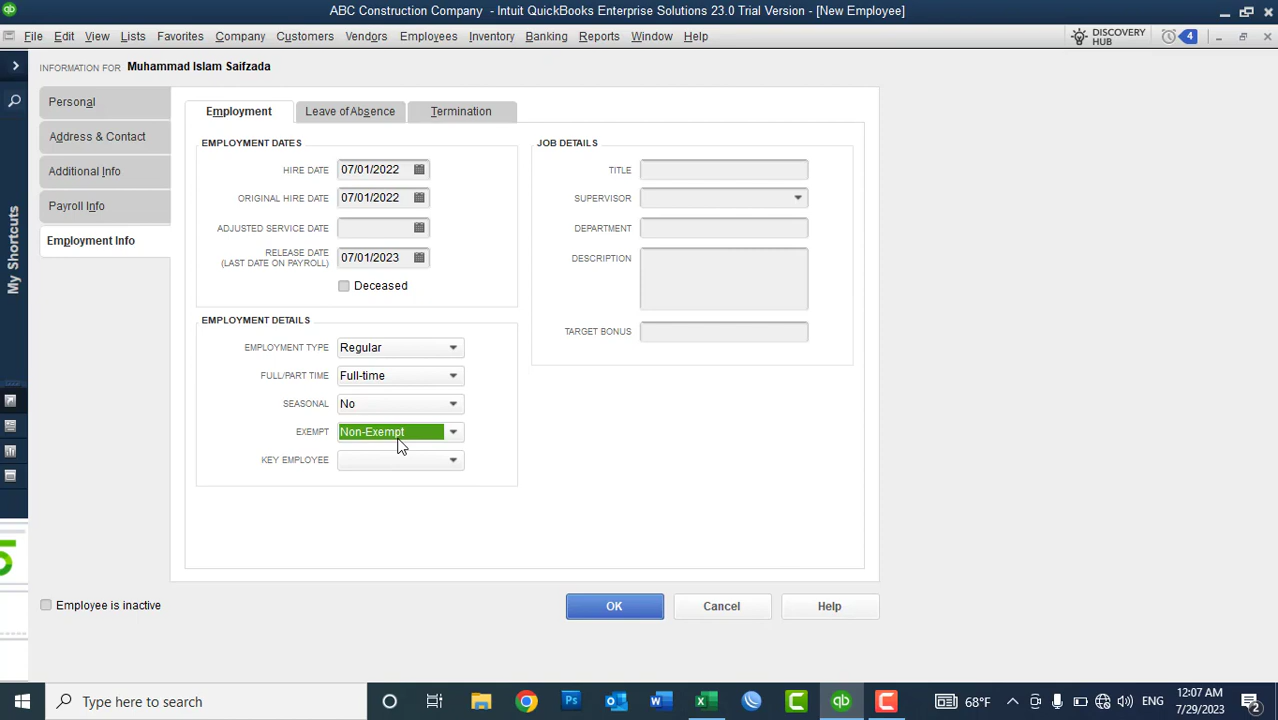 ABC Construction Company - Intuit QuickBooks Enterprise Solutions 23.0 Trial Version - [New Employee]
File Edit View Lists Favorites Company Customers Vendors Employees Inventory Banking Reports Window Help
DISCOVERY HUB
4
INFORMATION FOR Muhammad Islam Saifzada
My Shortcuts
Personal
Address & Contact
Additional Info
Payroll Info
Employment Info
Employment Leave of Absence Termination
EMPLOYMENT DATES
HIRE DATE 07/01/2022
ORIGINAL HIRE DATE 07/01/2022
ADJUSTED SERVICE DATE
RELEASE DATE
(LAST DATE ON PAYROLL) 07/01/2023
Deceased
EMPLOYMENT DETAILS
EMPLOYMENT TYPE Regular
FULL/PART TIME Full-time
SEASONAL No
EXEMPT Non-Exempt
KEY EMPLOYEE
JOB DETAILS
TITLE
SUPERVISOR
DEPARTMENT
DESCRIPTION
TARGET BONUS
Employee is inactive
OK Cancel Help
Type here to search
68°F
ENG
12:07 AM
7/29/2023
2